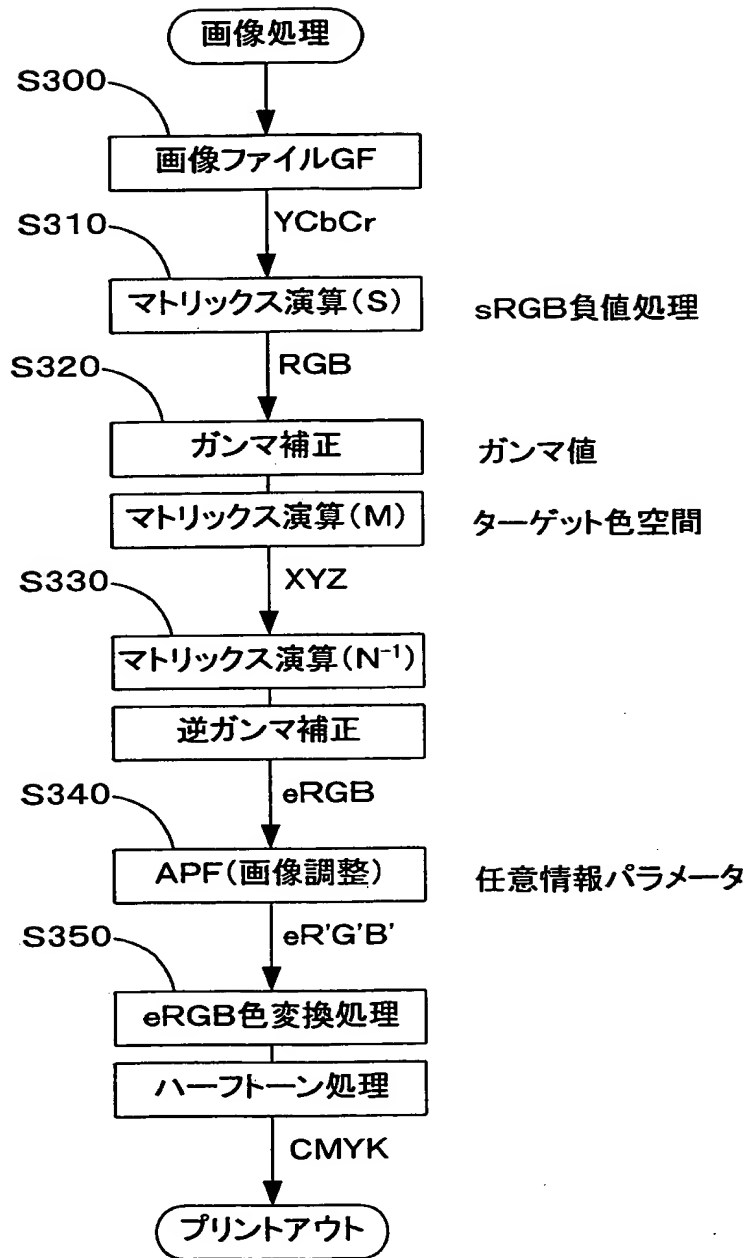 画像処理
S300
画像ファイルGF
S310
YCbCr
マトリックス演算(S)
sRGB負値処理
S320
RGB
ガンマ補正
ガンマ値
マトリックス演算(M)
ターゲット色空間
S330
XYZ
マトリックス演算(N⁻¹)
逆ガンマ補正
S340
eRGB
APF(画像調整)
任意情報パラメータ
S350
eR'G'B'
eRGB色変換処理
ハーフトーン処理
CMYK
プリントアウト